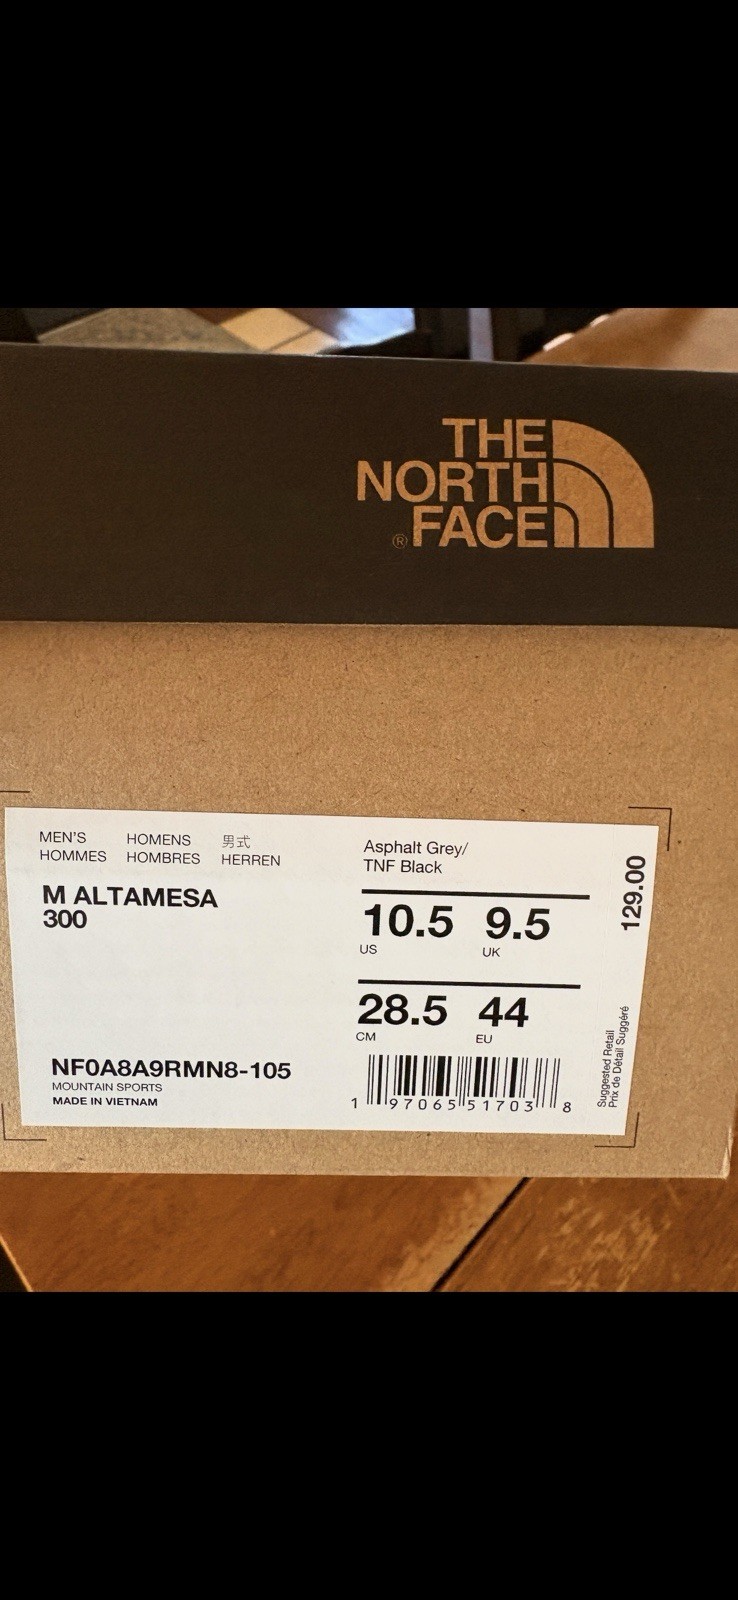 THE
NORTH
FACE
®
MEN'S HOMENS 男式
HOMMES HOMBRES HERREN
M ALTAMESA
300
NF0A8A9RMN8-105
MOUNTAIN SPORTS
MADE IN VIETNAM
Asphalt Grey/
TNF Black
10.5 9.5
US UK
28.5 44
CM EU
1 97065 51703 8
129.00
Suggested Retail
Prix de Détail Suggéré